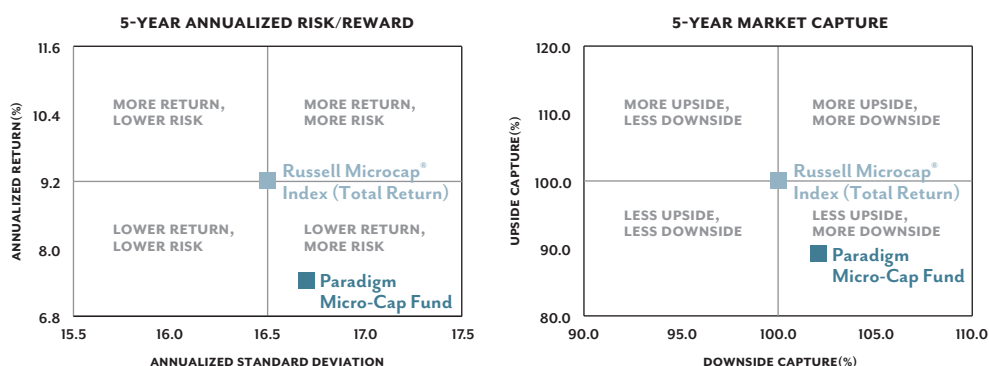 5-YEAR ANNUALIZED RISK/REWARD
ANNUALIZED RETURN(%)
11.6
10.4
9.2
8.0
6.8
MORE RETURN,
LOWER RISK
MORE RETURN,
MORE RISK
Russell Microcap®
Index (Total Return)
LOWER RETURN,
LOWER RISK
LOWER RETURN,
MORE RISK
Paradigm
Micro-Cap Fund
15.5 16.0 16.5 17.0 17.5
ANNUALIZED STANDARD DEVIATION
5-YEAR MARKET CAPTURE
UPSIDE CAPTURE(%)
120.0
110.0
100.0
90.0
80.0
MORE UPSIDE,
LESS DOWNSIDE
MORE UPSIDE,
MORE DOWNSIDE
Russell Microcap®
Index (Total Return)
LESS UPSIDE,
LESS DOWNSIDE
LESS UPSIDE,
MORE DOWNSIDE
Paradigm
Micro-Cap Fund
90.0 95.0 100.0 105.0 110.0
DOWNSIDE CAPTURE(%)